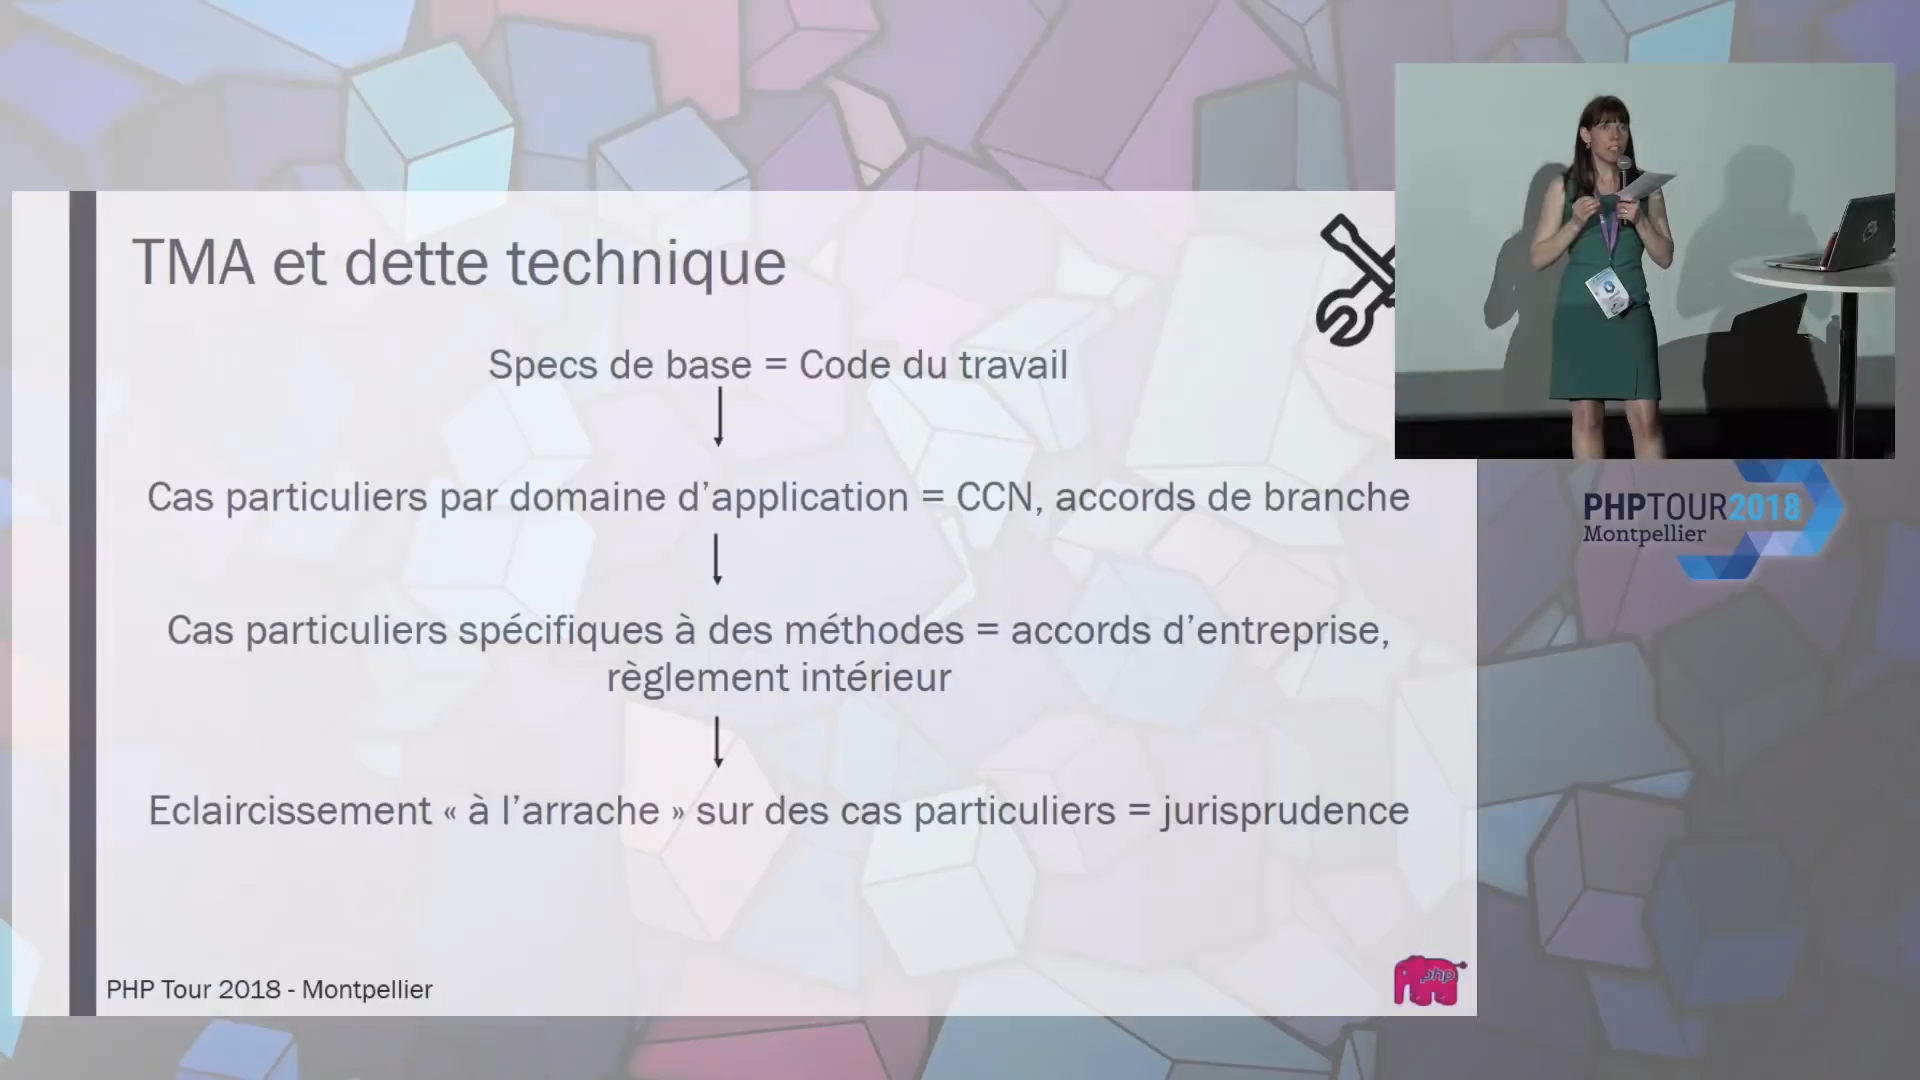 TMA et dette technique
Specs de base = Code du travail
Cas particuliers par domaine d’application = CCN, accords de branche
Cas particuliers spécifiques à des méthodes = accords d’entreprise,
règlement intérieur
Eclaircissement « à l’arrache » sur des cas particuliers = jurisprudence
PHP Tour 2018 - Montpellier
php
PHPTOUR2018
Montpellier